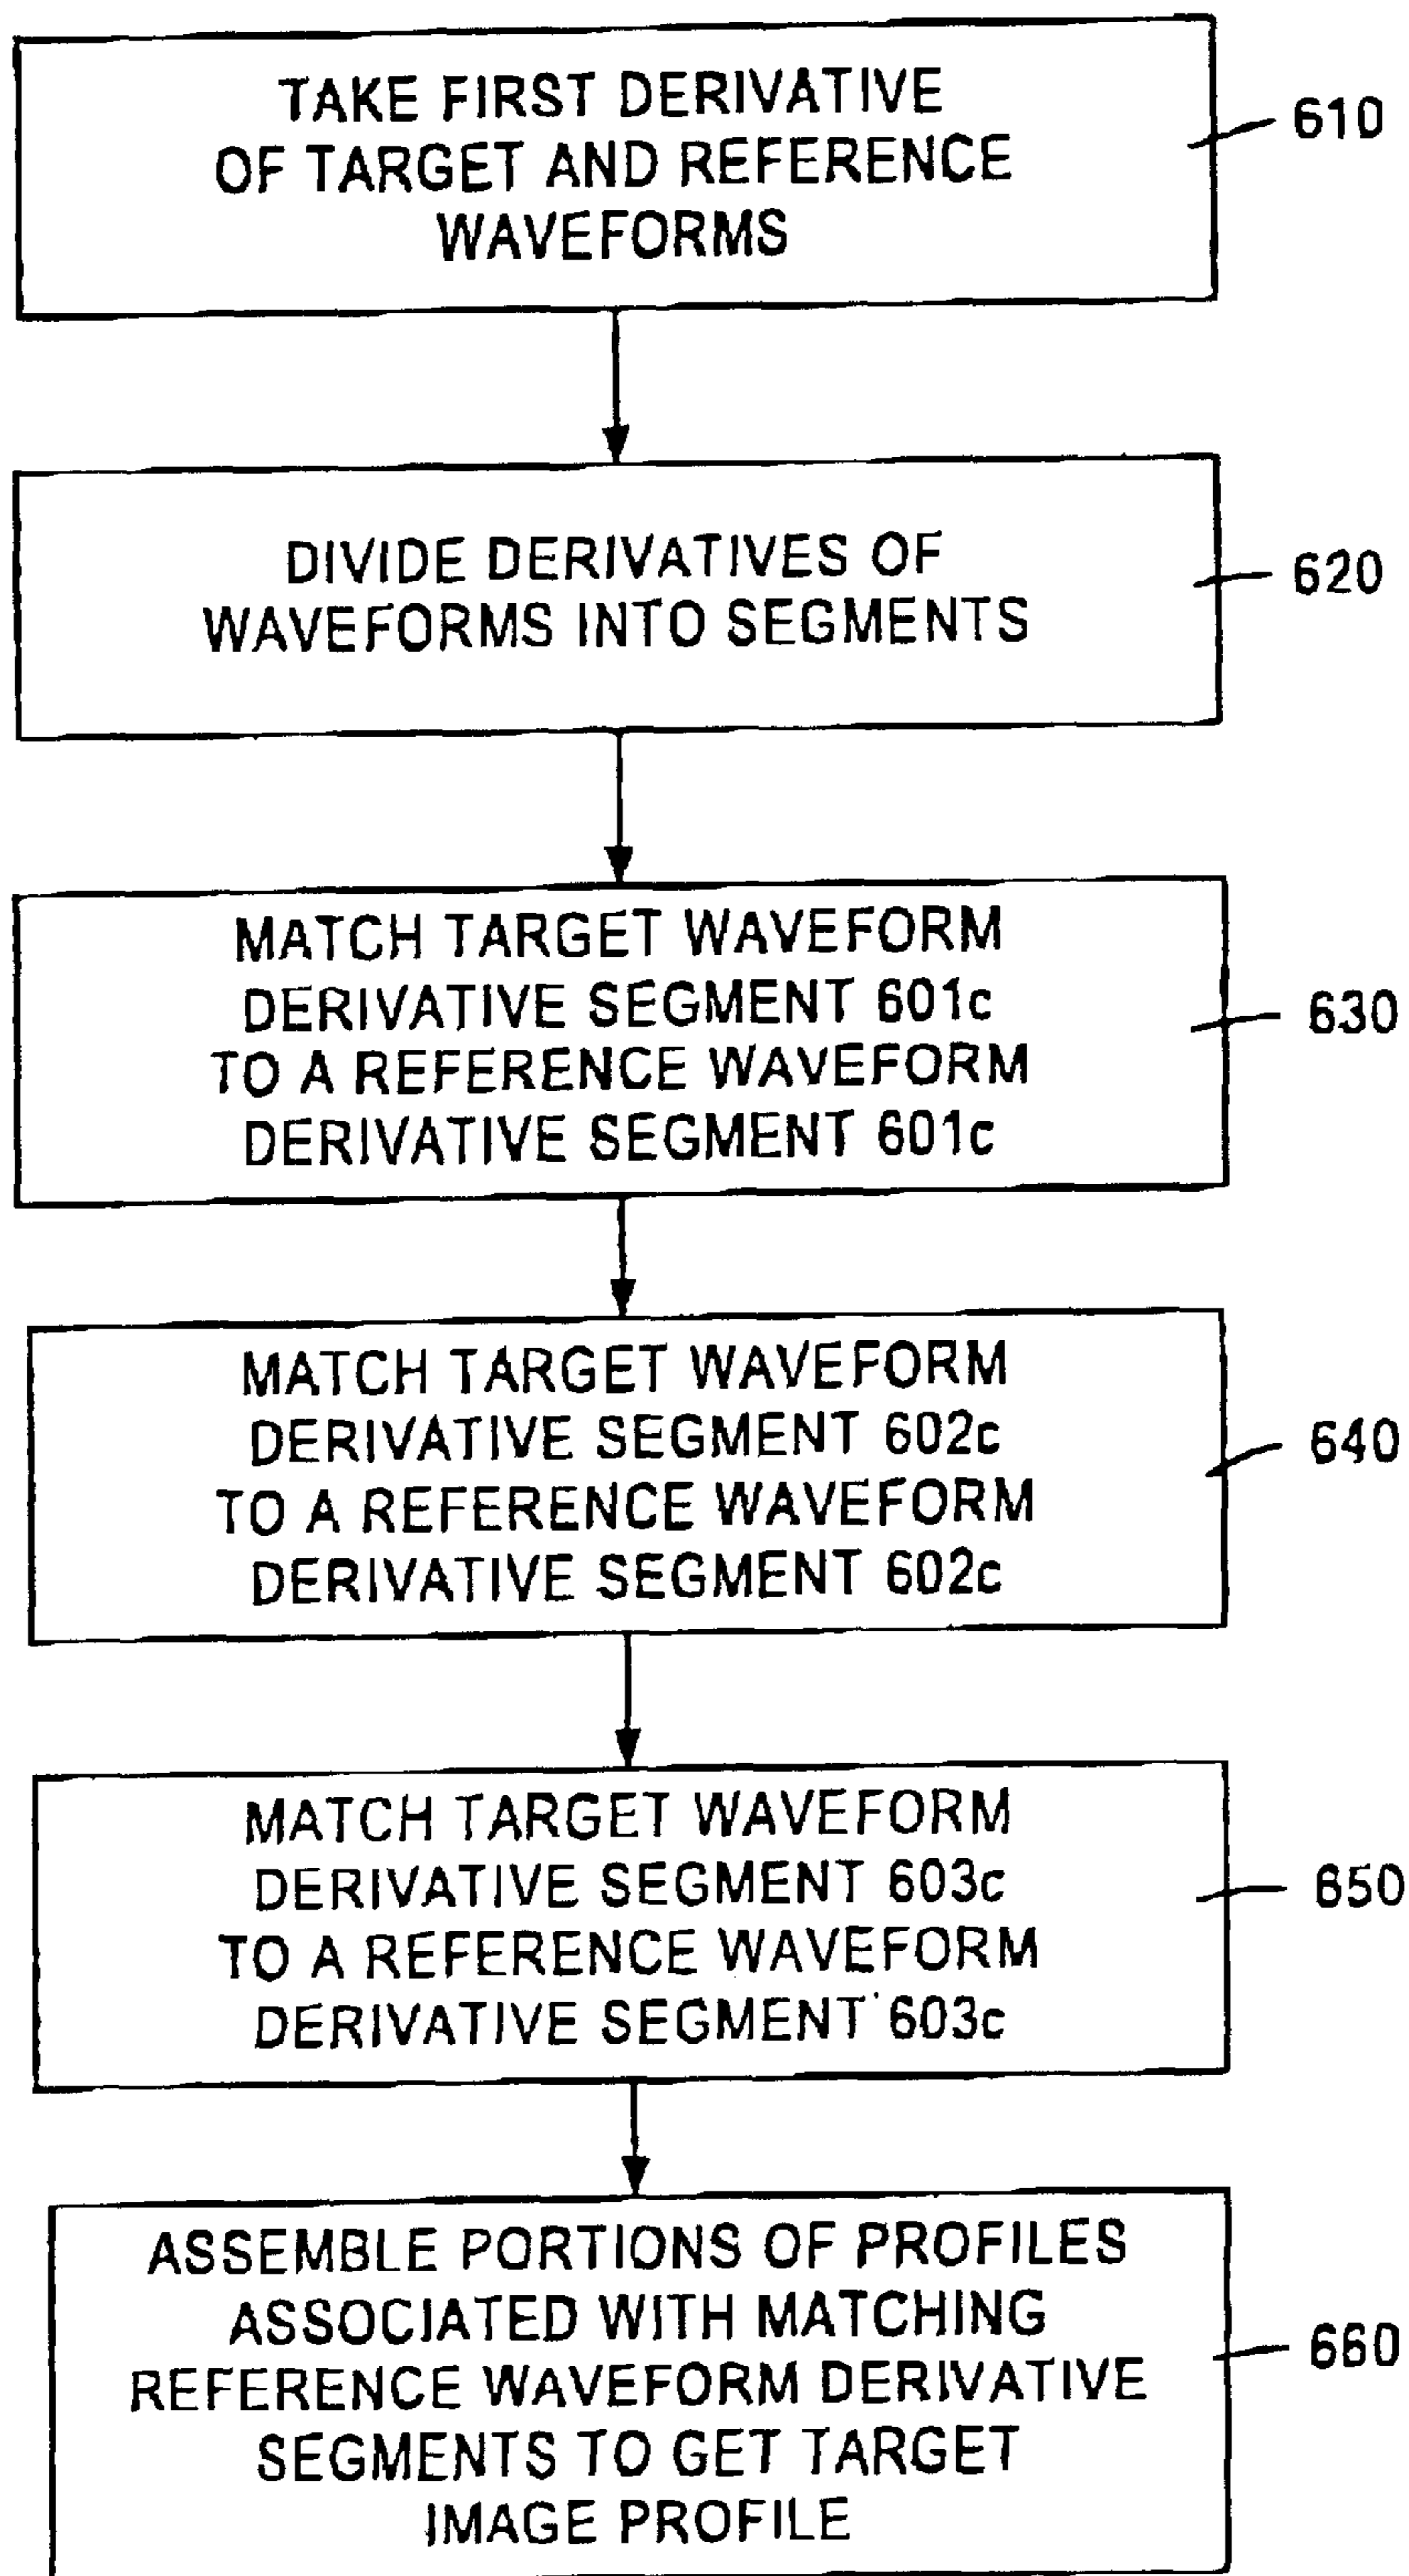 TAKE FIRST DERIVATIVE
OF TARGET AND REFERENCE
WAVEFORMS
610
DIVIDE DERIVATIVES OF
WAVEFORMS INTO SEGMENTS
620
MATCH TARGET WAVEFORM
DERIVATIVE SEGMENT 601c
TO A REFERENCE WAVEFORM
DERIVATIVE SEGMENT 601c
630
MATCH TARGET WAVEFORM
DERIVATIVE SEGMENT 602c
TO A REFERENCE WAVEFORM
DERIVATIVE SEGMENT 602c
640
MATCH TARGET WAVEFORM
DERIVATIVE SEGMENT 603c
TO A REFERENCE WAVEFORM
DERIVATIVE SEGMENT 603c
650
ASSEMBLE PORTIONS OF PROFILES
ASSOCIATED WITH MATCHING
REFERENCE WAVEFORM DERIVATIVE
SEGMENTS TO GET TARGET
IMAGE PROFILE
660